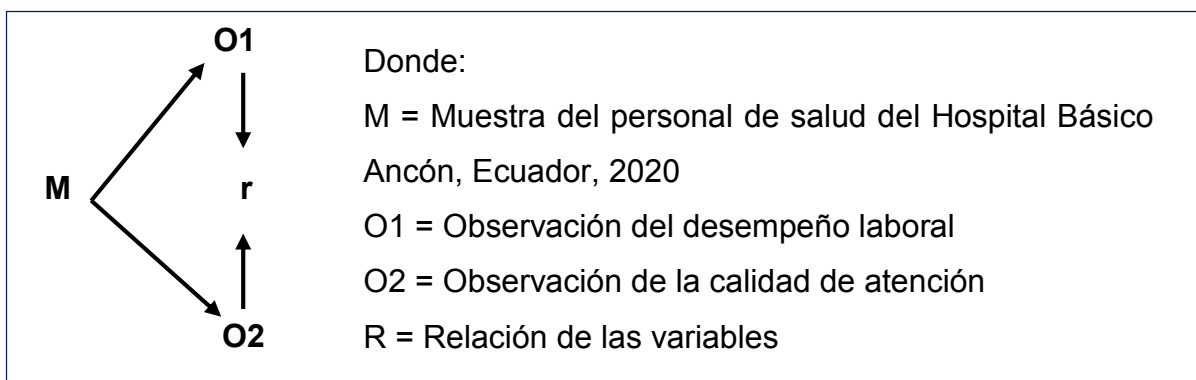 O1
M
r
O2
Donde:
M = Muestra del personal de salud del Hospital Básico
Ancón, Ecuador, 2020
O1 = Observación del desempeño laboral
O2 = Observación de la calidad de atención
R = Relación de las variables